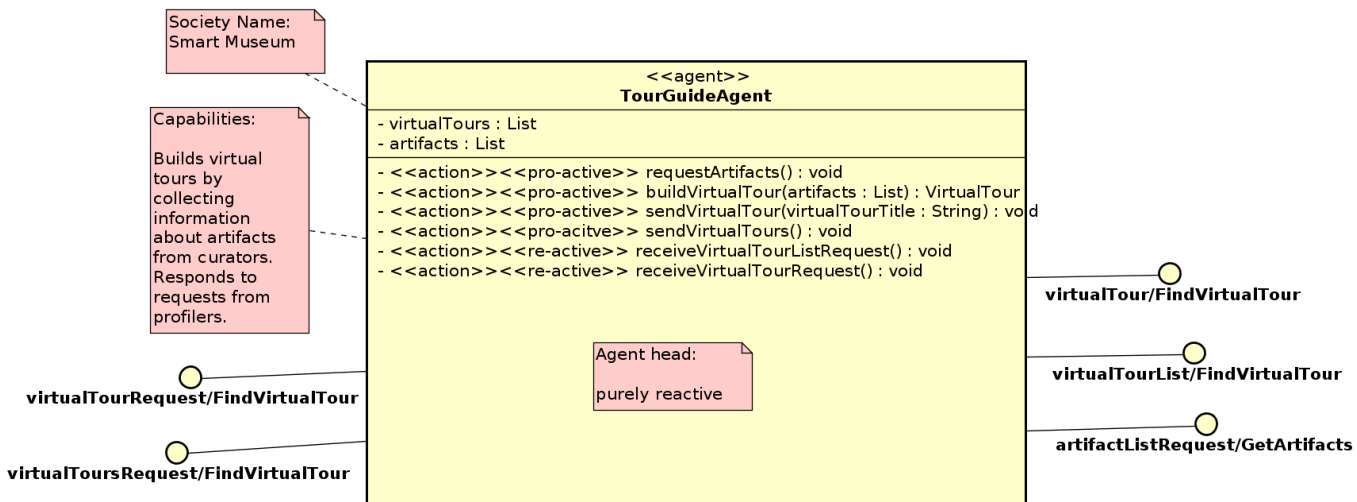 Society Name:
Smart Museum
<<agent>>
TourGuideAgent
- virtualTours : List
- artifacts : List
Capabilities:
Builds virtual
tours by
collecting
information
about artifacts
from curators.
Responds to
requests from
profilers.
- <<action>><<pro-active>> requestArtifacts() : void
- <<action>><<pro-active>> buildVirtualTour(artifacts : List) : VirtualTour
- <<action>><<pro-active>> sendVirtualTour(virtualTourTitle : String) : void
- <<action>><<pro-acitve>> sendVirtualTours() : void
- <<action>><<re-active>> receiveVirtualTourListRequest() : void
- <<action>><<re-active>> receiveVirtualTourRequest() : void
Agent head:
purely reactive
virtualTourRequest/FindVirtualTour
virtualToursRequest/FindVirtualTour
virtualTour/FindVirtualTour
virtualTourList/FindVirtualTour
artifactListRequest/GetArtifacts